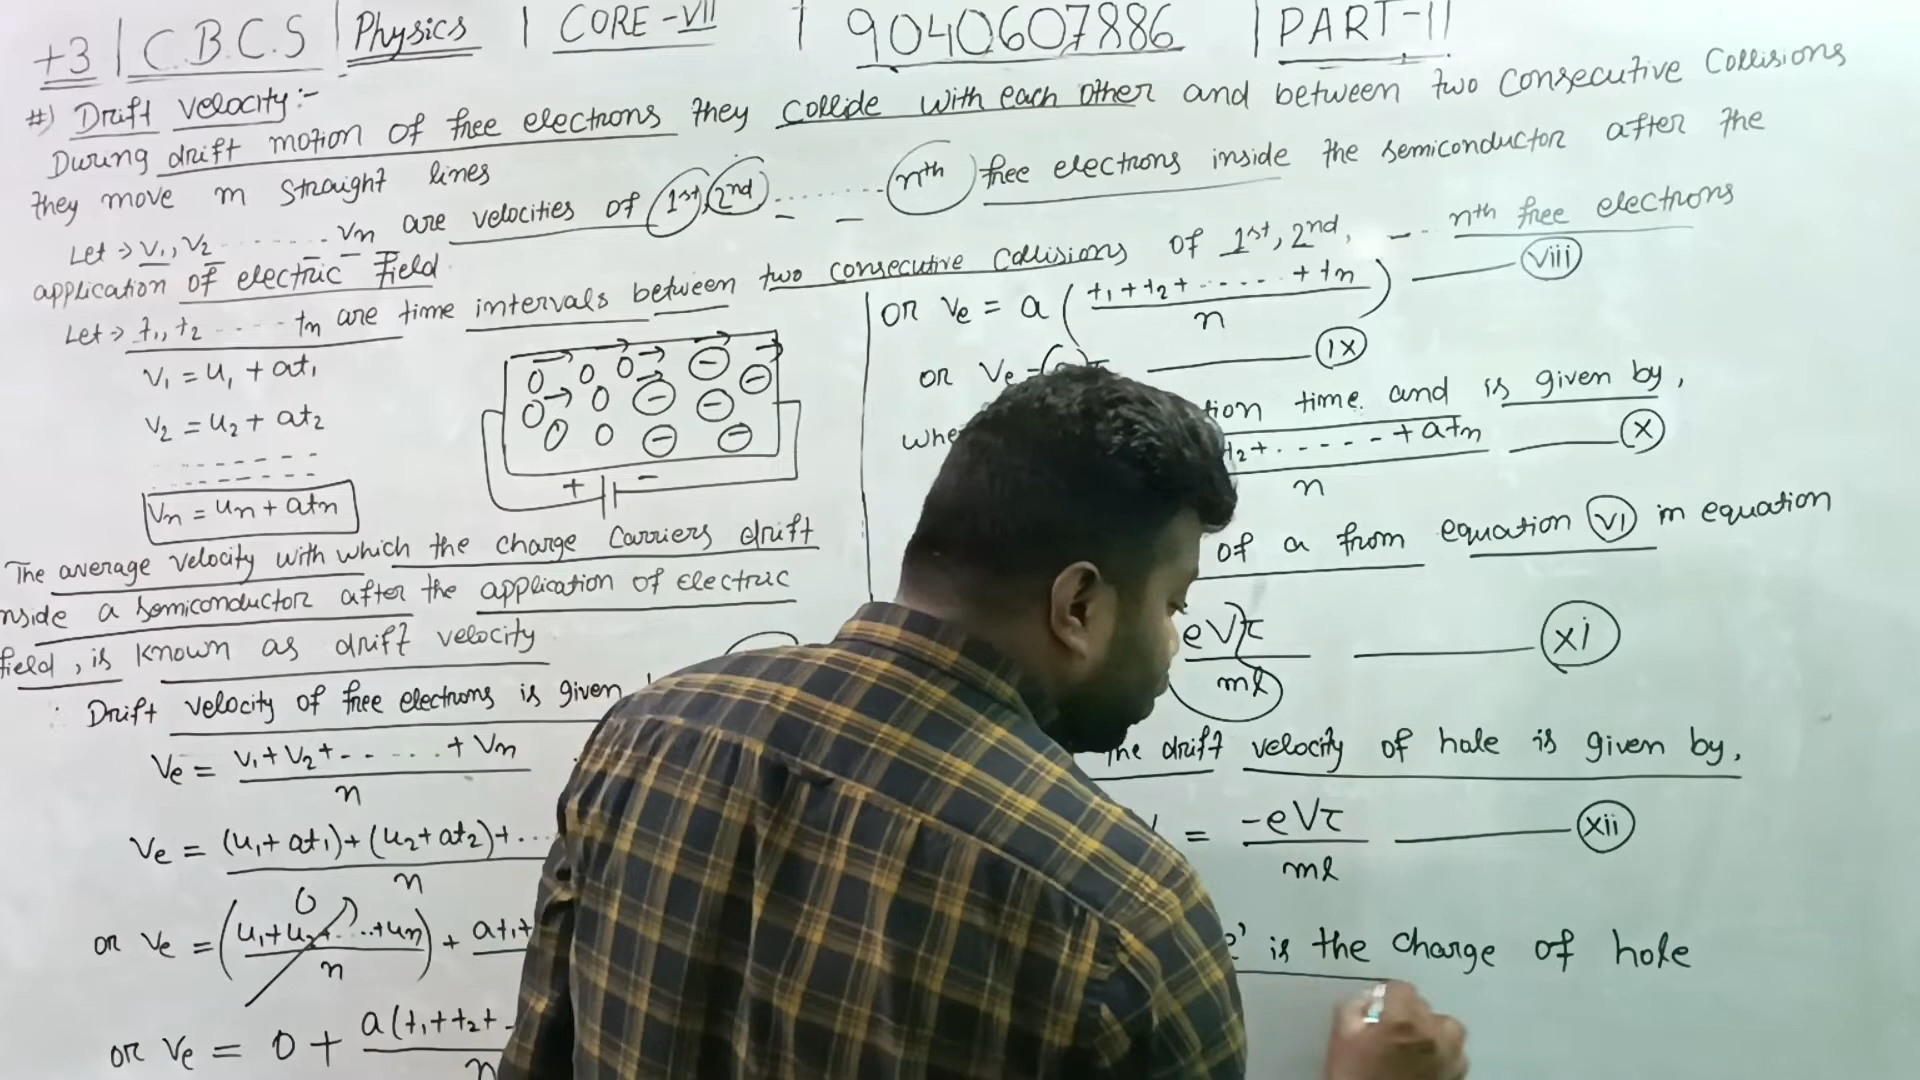 +3 | C.B.C.S | Physics | CORE-VII | 9040607886 | PART-II
#) Drift velocity:-
During drift motion of free electrons they collide with each other and between two consecutive collisions
they move in straight lines
Let → v₁, v₂ ....... vn are velocities of 1st, 2nd ....... nth free electrons inside the semiconductor after the
application of electric field.
Let → t₁, t₂ ..... tn are time intervals between two consecutive collisions of 1st, 2nd, - .. nth free electrons
v₁ = u₁ + at₁
v₂ = u₂ + at₂
Vn = un + atn
+ -
The average velocity with which the charge carriers drift
nside a semiconductor after the application of electric
field, is known as drift velocity
∴ Drift velocity of free electrons is given
Ve = v₁ + v₂ + - ..... + vn / n
Ve = (u₁ + at₁) + (u₂ + at₂) + .... / n
or Ve = (u₁ + u₂ + ... + un / n) + at₁ +
0
or Ve = 0 + a(t₁ + t₂ + - / n
or Ve = a (t₁ + t₂ + ..... + tn / n) —— (viii)
or Ve = —— (ix)
tion time. and is given by,
t₂ + ..... + atn / n —— (x)
of a from equation (vi) in equation
eVτ / ml —— (xi)
the drift velocity of hole is given by,
= -eVτ / ml —— (xii)
e' is the charge of hole